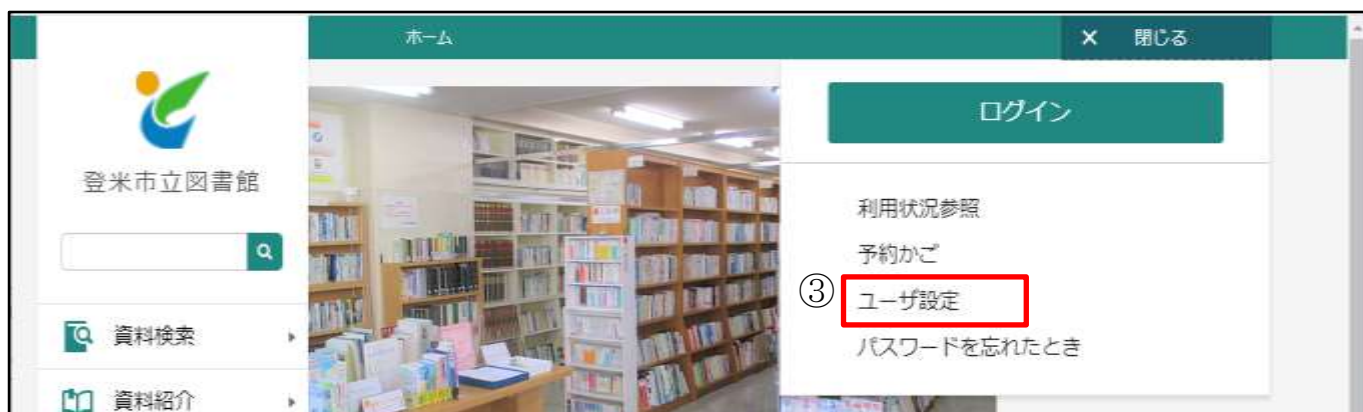 ホーム
× 閉じる
登米市立図書館
資料検索
資料紹介
ログイン
利用状況参照
予約かご
③ ユーザ設定
パスワードを忘れたとき